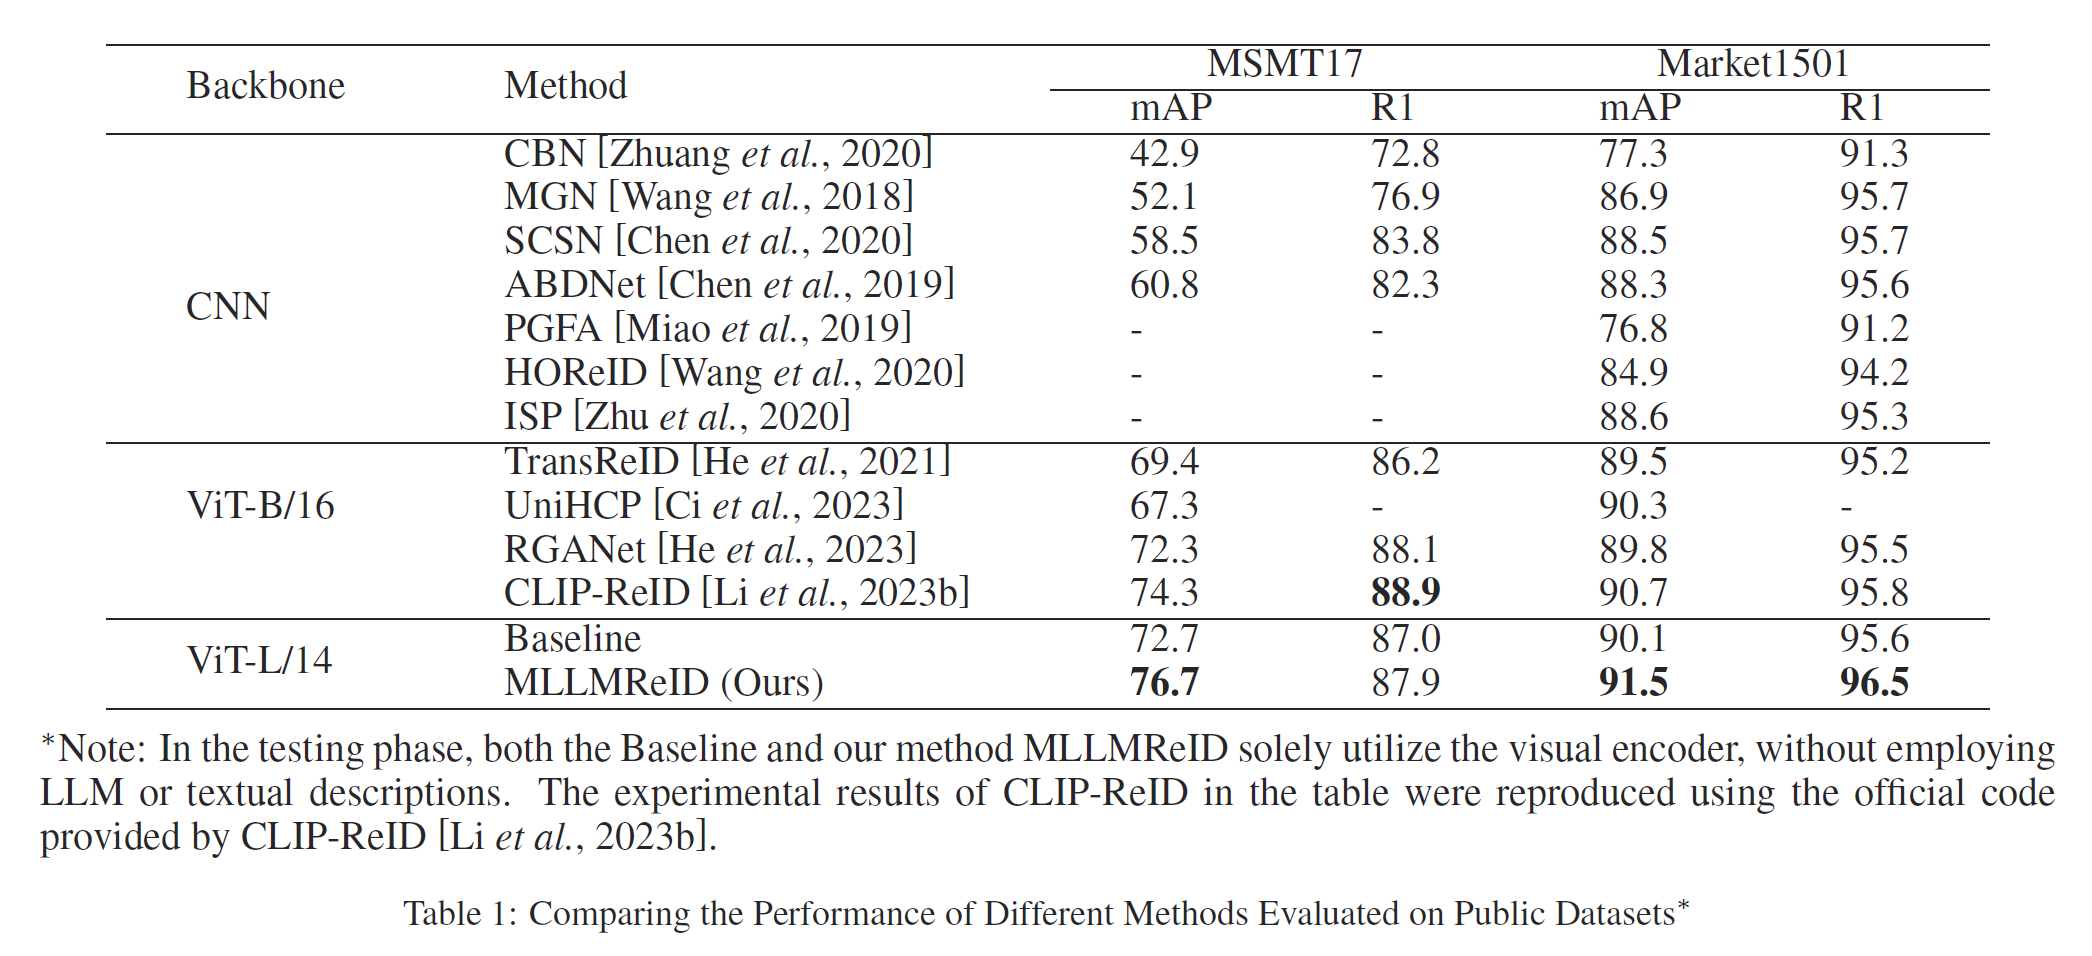 Backbone Method MSMT17 Market1501
mAP R1 mAP R1
CNN
CBN [Zhuang et al., 2020] 42.9 72.8 77.3 91.3
MGN [Wang et al., 2018] 52.1 76.9 86.9 95.7
SCSN [Chen et al., 2020] 58.5 83.8 88.5 95.7
ABDNet [Chen et al., 2019] 60.8 82.3 88.3 95.6
PGFA [Miao et al., 2019] - - 76.8 91.2
HOReID [Wang et al., 2020] - - 84.9 94.2
ISP [Zhu et al., 2020] - - 88.6 95.3
ViT-B/16
TransReID [He et al., 2021] 69.4 86.2 89.5 95.2
UniHCP [Ci et al., 2023] 67.3 - 90.3 -
RGANet [He et al., 2023] 72.3 88.1 89.8 95.5
CLIP-ReID [Li et al., 2023b] 74.3 88.9 90.7 95.8
ViT-L/14
Baseline 72.7 87.0 90.1 95.6
MLLMReID (Ours) 76.7 87.9 91.5 96.5
*Note: In the testing phase, both the Baseline and our method MLLMReID solely utilize the visual encoder, without employing
LLM or textual descriptions. The experimental results of CLIP-ReID in the table were reproduced using the official code
provided by CLIP-ReID [Li et al., 2023b].
Table 1: Comparing the Performance of Different Methods Evaluated on Public Datasets*